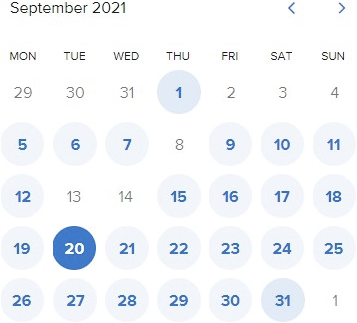 September 2021
MON TUE WED THU FRI SAT SUN
29 30 31 1 2 3 4
5 6 7 8 9 10 11
12 13 14 15 16 17 18
19 20 21 22 23 24 25
26 27 28 29 30 31 1